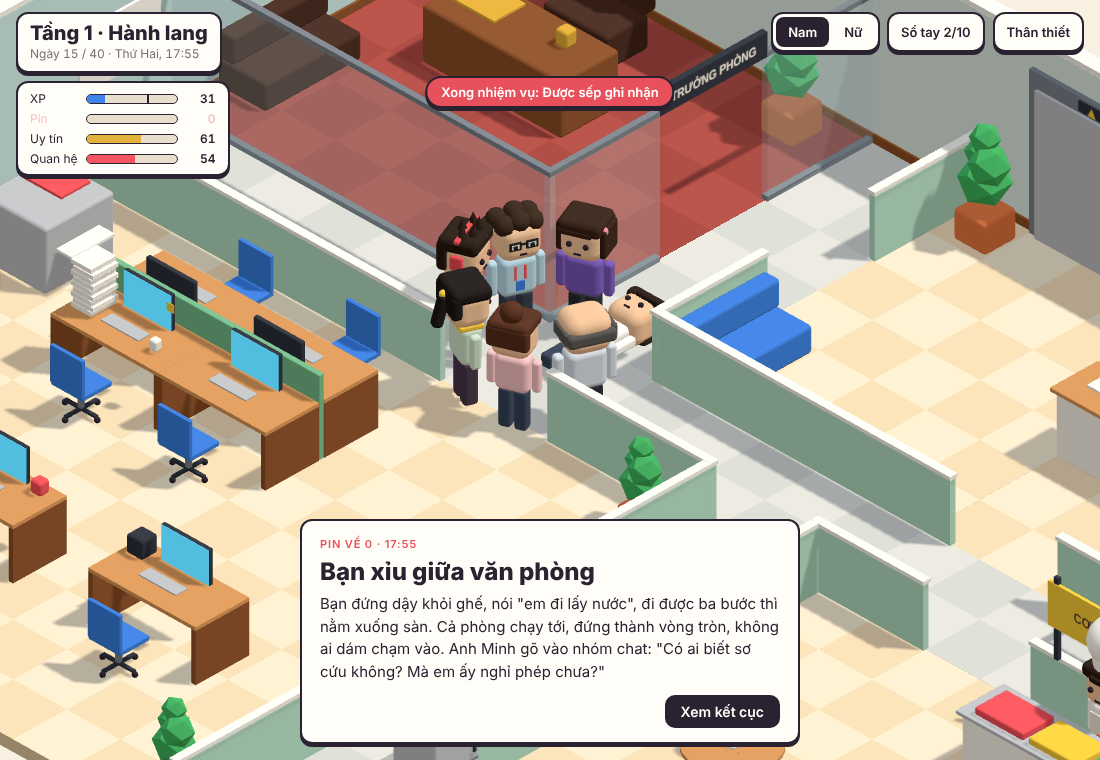 Tầng 1 · Hành lang
Ngày 15 / 40 · Thứ Hai, 17:55
XP 31
Pin 0
Uy tín 61
Quan hệ 54
Nam Nữ
Sổ tay 2/10
Thân thiết
Xong nhiệm vụ: Được sếp ghi nhận
TRƯỞNG PHÒNG
PIN VỀ 0 · 17:55
Bạn xỉu giữa văn phòng
Bạn đứng dậy khỏi ghế, nói "em đi lấy nước", đi được ba bước thì
nằm xuống sàn. Cả phòng chạy tới, đứng thành vòng tròn, không
ai dám chạm vào. Anh Minh gõ vào nhóm chat: "Có ai biết sơ
cứu không? Mà em ấy nghỉ phép chưa?"
Xem kết cục